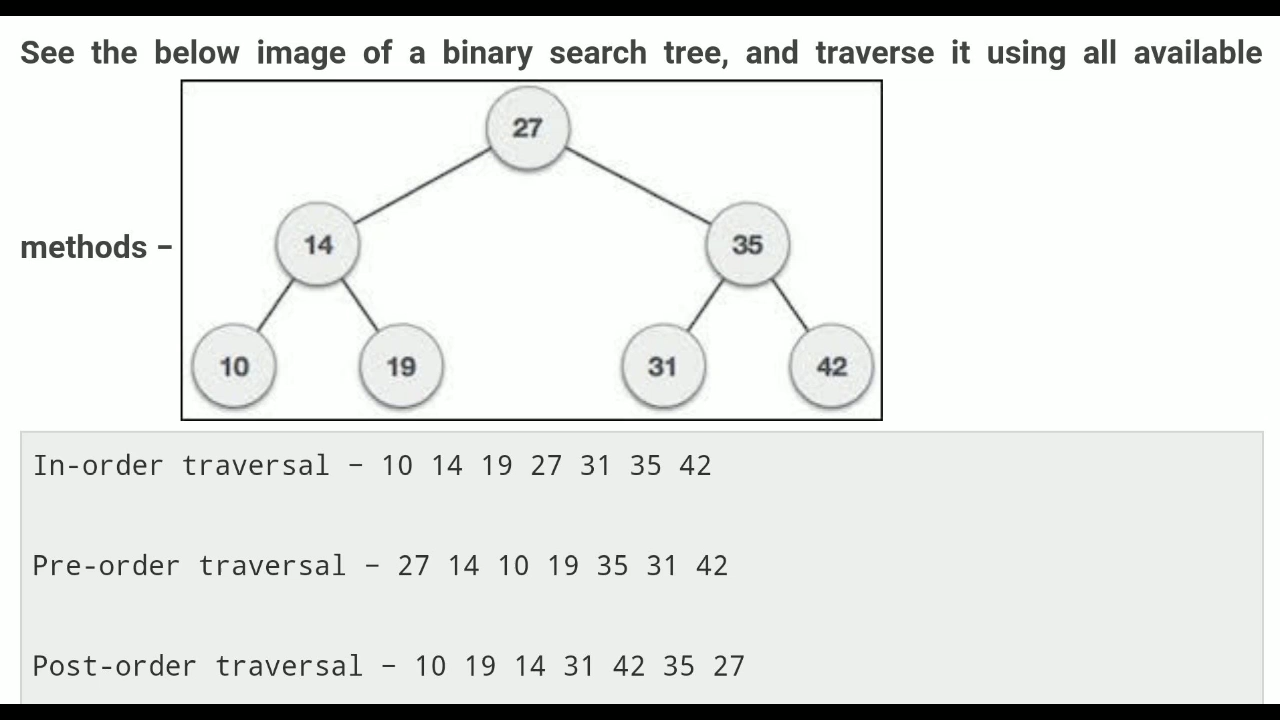 See the below image of a binary search tree, and traverse it using all available
27
14 35
methods −
10 19 31 42
In-order traversal − 10 14 19 27 31 35 42
Pre-order traversal − 27 14 10 19 35 31 42
Post-order traversal − 10 19 14 31 42 35 27